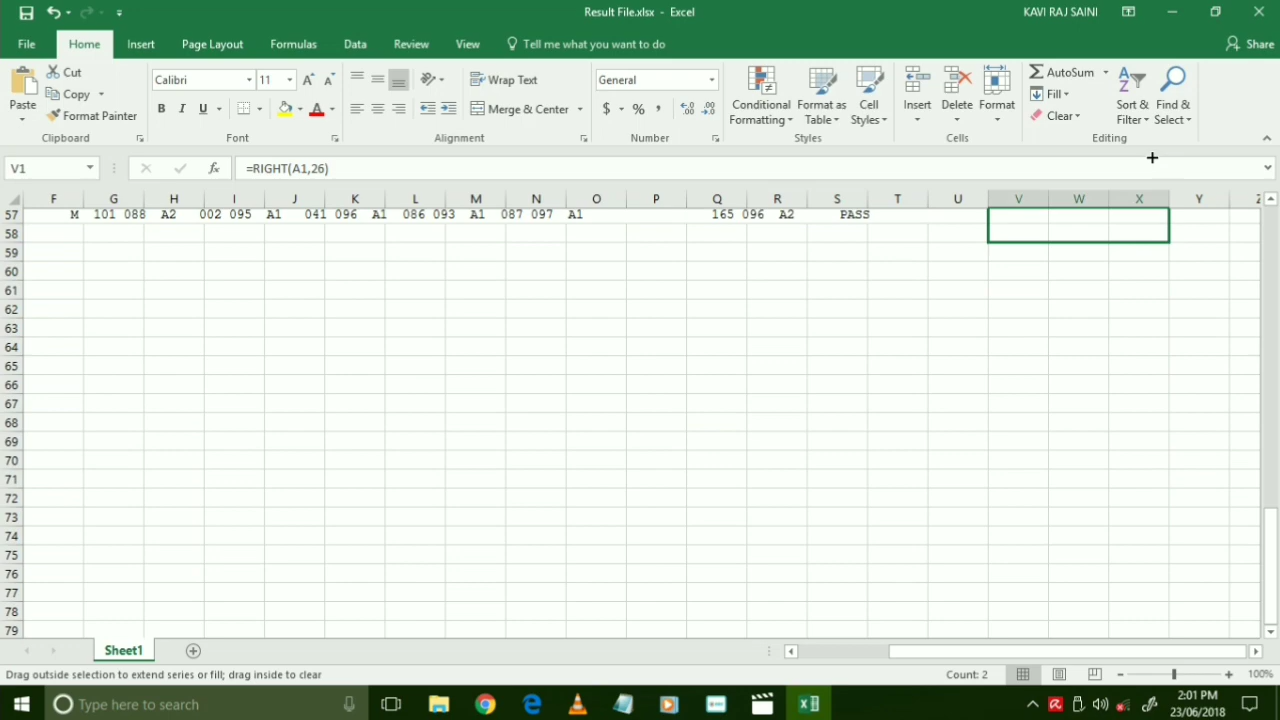 Result File.xlsx - Excel
KAVI RAJ SAINI
File Home Insert Page Layout Formulas Data Review View Tell me what you want to do Share
Paste
Cut
Copy
Format Painter
Clipboard
Calibri 11
B I U
Font
Wrap Text
Merge & Center
Alignment
General
$ % ,
Number
Conditional Formatting
Format as Table
Cell Styles
Styles
Insert
Delete
Format
Cells
AutoSum
Fill
Clear
Sort & Filter
Find & Select
Editing
V1 fx =RIGHT(A1,26)
F G H I J K L M N O P Q R S T U V W X Y Z
57 M 101 088 A2 002 095 A1 041 096 A1 086 093 A1 087 097 A1 165 096 A2 PASS
58
59
60
61
62
63
64
65
66
67
68
69
70
71
72
73
74
75
76
77
78
79
Sheet1
Drag outside selection to extend series or fill; drag inside to clear
Count: 2
100%
Type here to search
2:01 PM
23/06/2018